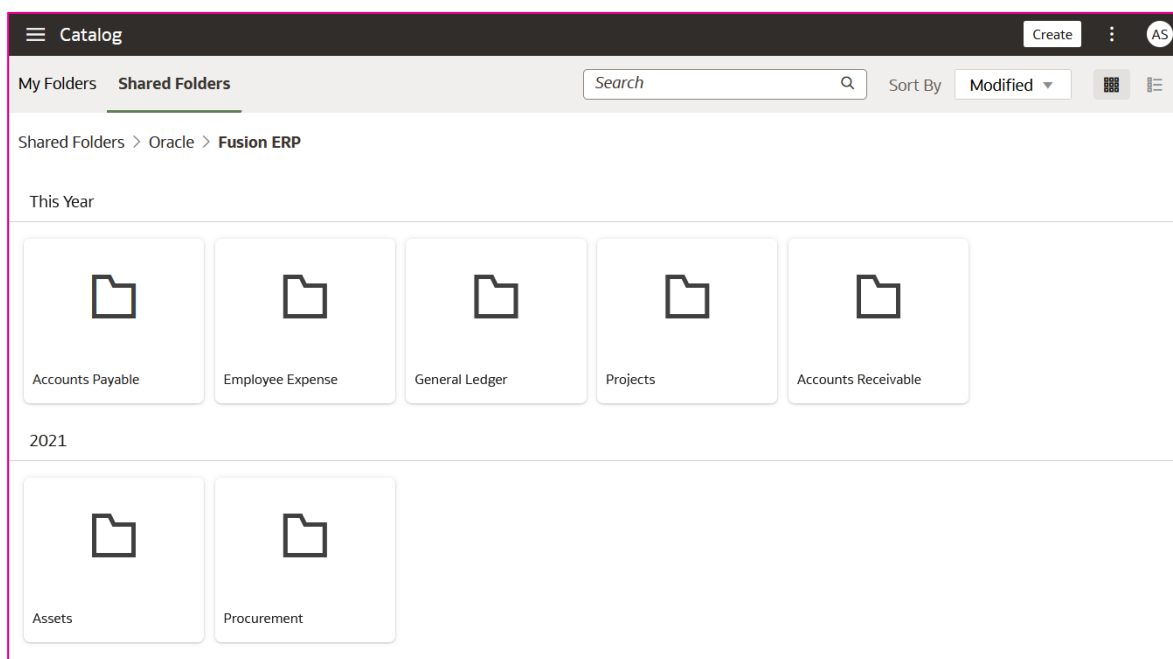 Catalog Create AS
My Folders Shared Folders Search Sort By Modified
Shared Folders > Oracle > Fusion ERP
This Year
Accounts Payable Employee Expense General Ledger Projects Accounts Receivable
2021
Assets Procurement